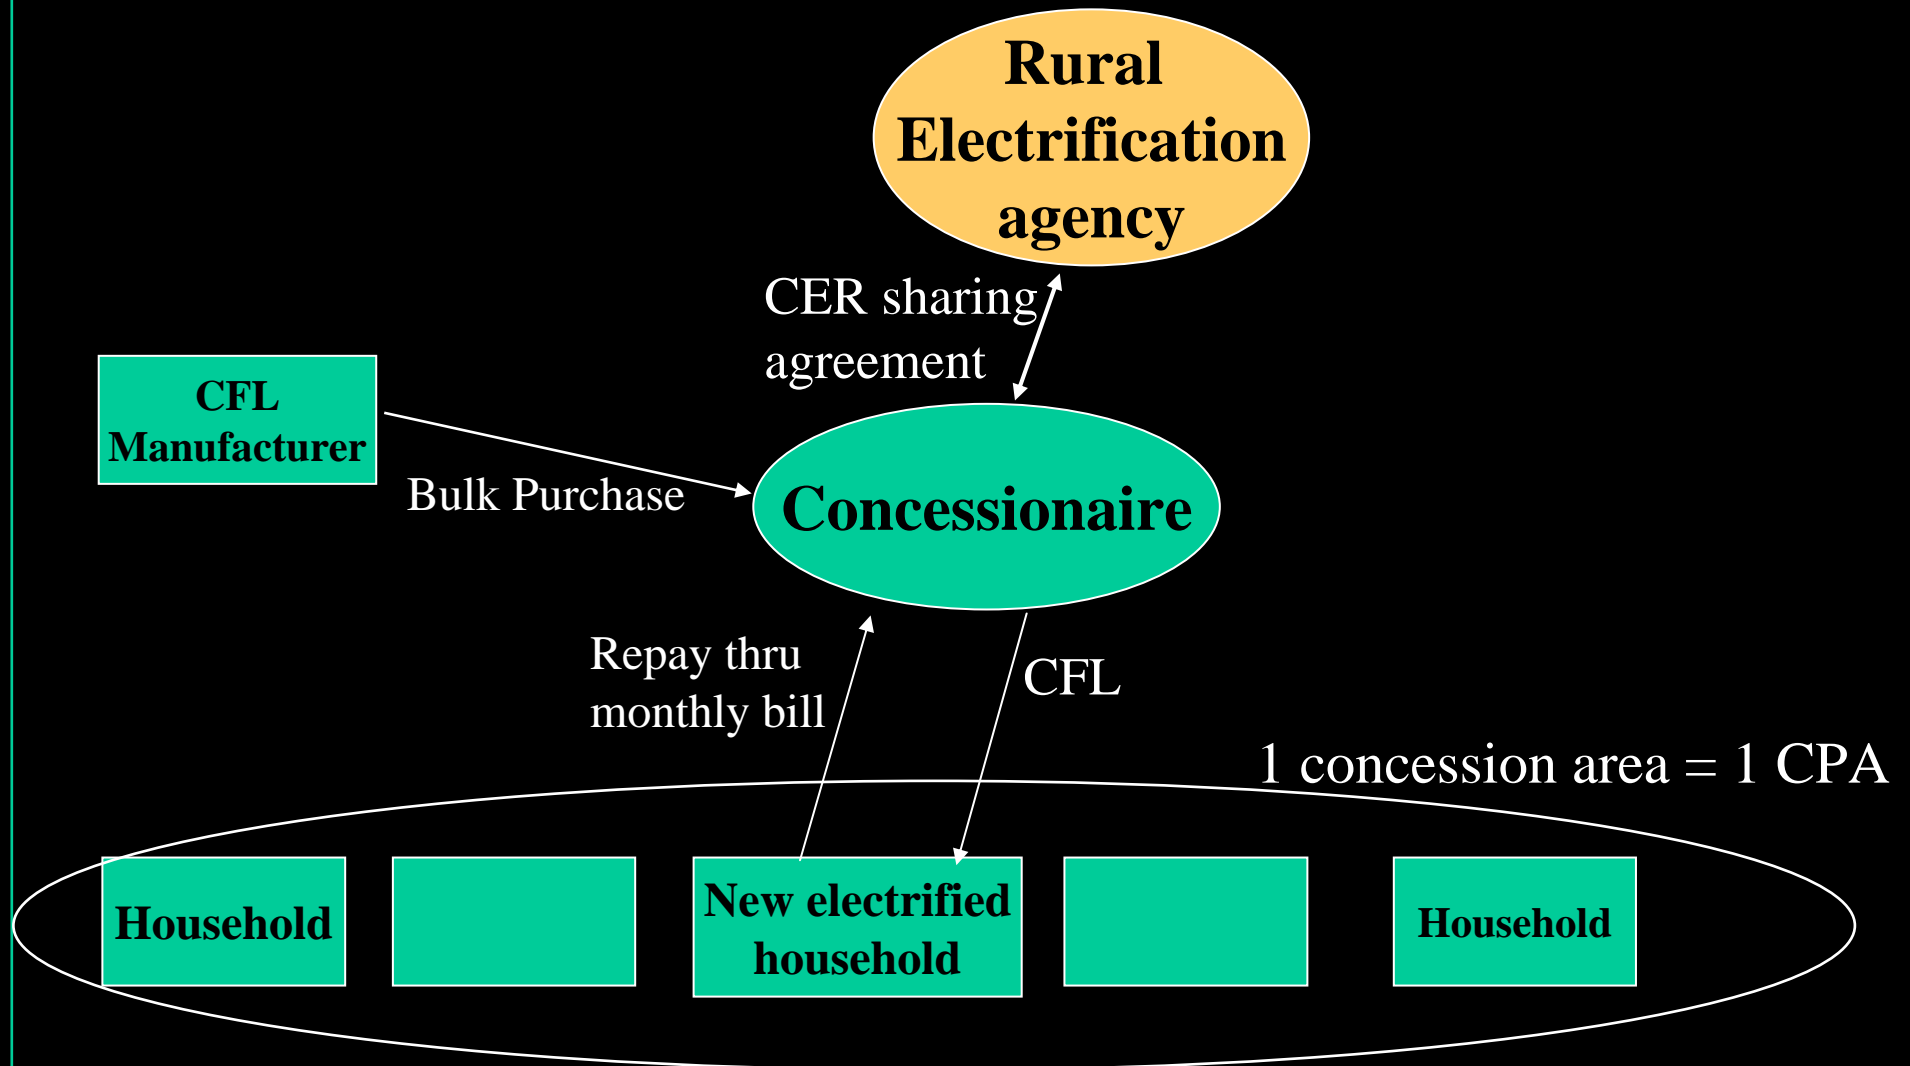 Rural
Electrification
agency
CER sharing
agreement
CFL
Manufacturer
Bulk Purchase
Concessionaire
Repay thru
monthly bill
CFL
1 concession area = 1 CPA
Household
New electrified
household
Household